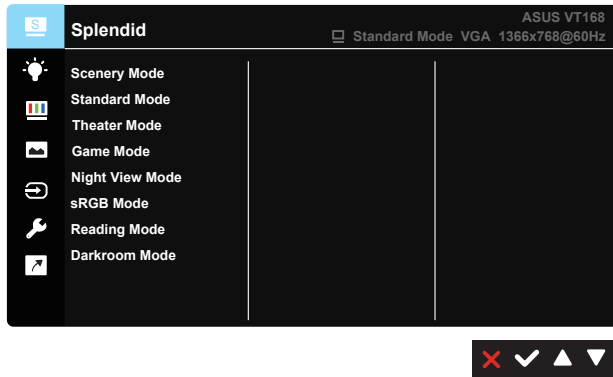 S
Splendid
ASUS VT168
Standard Mode VGA 1366x768@60Hz
Scenery Mode
Standard Mode
Theater Mode
Game Mode
Night View Mode
sRGB Mode
Reading Mode
Darkroom Mode